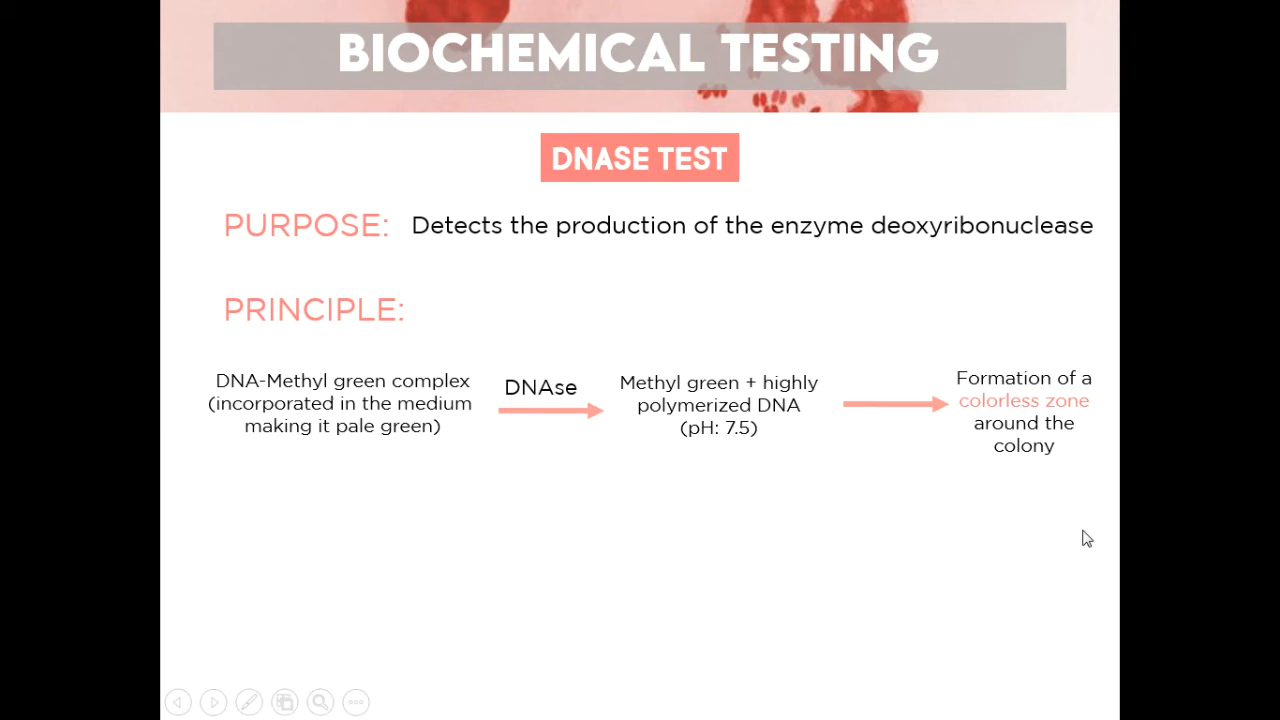 BIOCHEMICAL TESTING
DNASE TEST
PURPOSE: Detects the production of the enzyme deoxyribonuclease
PRINCIPLE:
DNA-Methyl green complex
(incorporated in the medium
making it pale green)
DNAse
Methyl green + highly
polymerized DNA
(pH: 7.5)
Formation of a
colorless zone
around the
colony